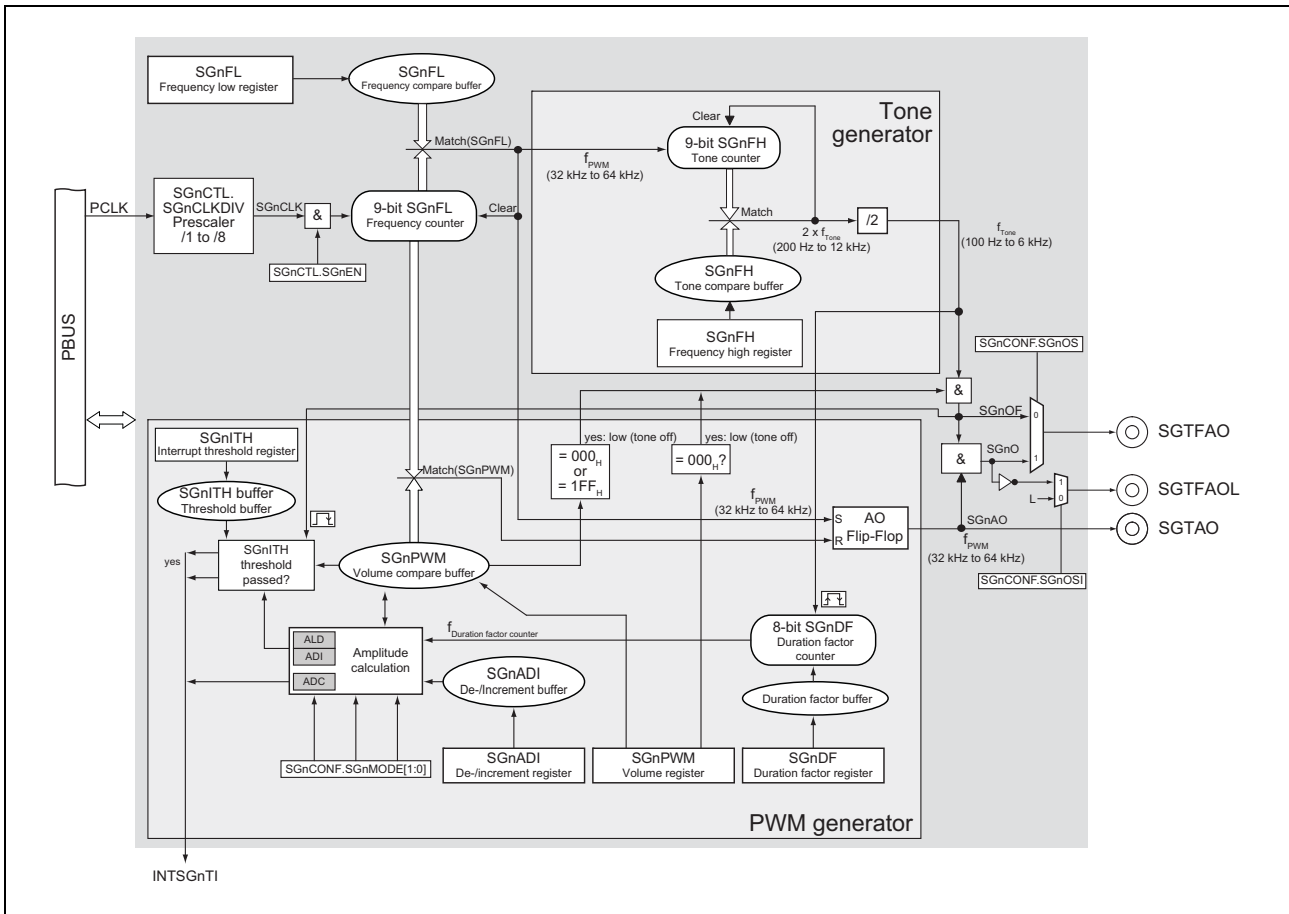 SGnFL
Frequency low register
SGnFL
Frequency compare buffer
Match(SGnFL)
Tone
generator
Clear
9-bit SGnFH
Tone counter
fPWM
(32 kHz to 64 kHz)
Match
/2
2 x fTone
(200 Hz to 12 kHz)
fTone
(100 Hz to 6 kHz)
SGnFH
Tone compare buffer
SGnFH
Frequency high register
PBUS
PCLK
SGnCTL.
SGnCLKDIV
Prescaler
/1 to /8
SGnCLK
&
SGnCTL.SGnEN
9-bit SGnFL
Frequency counter
Clear
SGnCONF.SGnOS
&
SGnOF
0
1
SGTFAO
&
SGnO
1
0
L
SGTFAOL
SGnAO
fPWM
(32 kHz to 64 kHz)
SGTAO
SGnCONF.SGnOSI
SGnITH
Interrupt threshold register
SGnITH buffer
Threshold buffer
SGnITH
threshold
passed?
yes
Match(SGnPWM)
yes: low (tone off)
= 000H
or
= 1FFH
yes: low (tone off)
= 000H?
fPWM
(32 kHz to 64 kHz)
S
R
AO
Flip-Flop
SGnPWM
Volume compare buffer
ALD
ADI
ADC
Amplitude
calculation
fDuration factor counter
8-bit SGnDF
Duration factor
counter
SGnADI
De-/Increment buffer
Duration factor buffer
SGnCONF.SGnMODE[1:0]
SGnADI
De-/increment register
SGnPWM
Volume register
SGnDF
Duration factor register
PWM generator
INTSGnTI